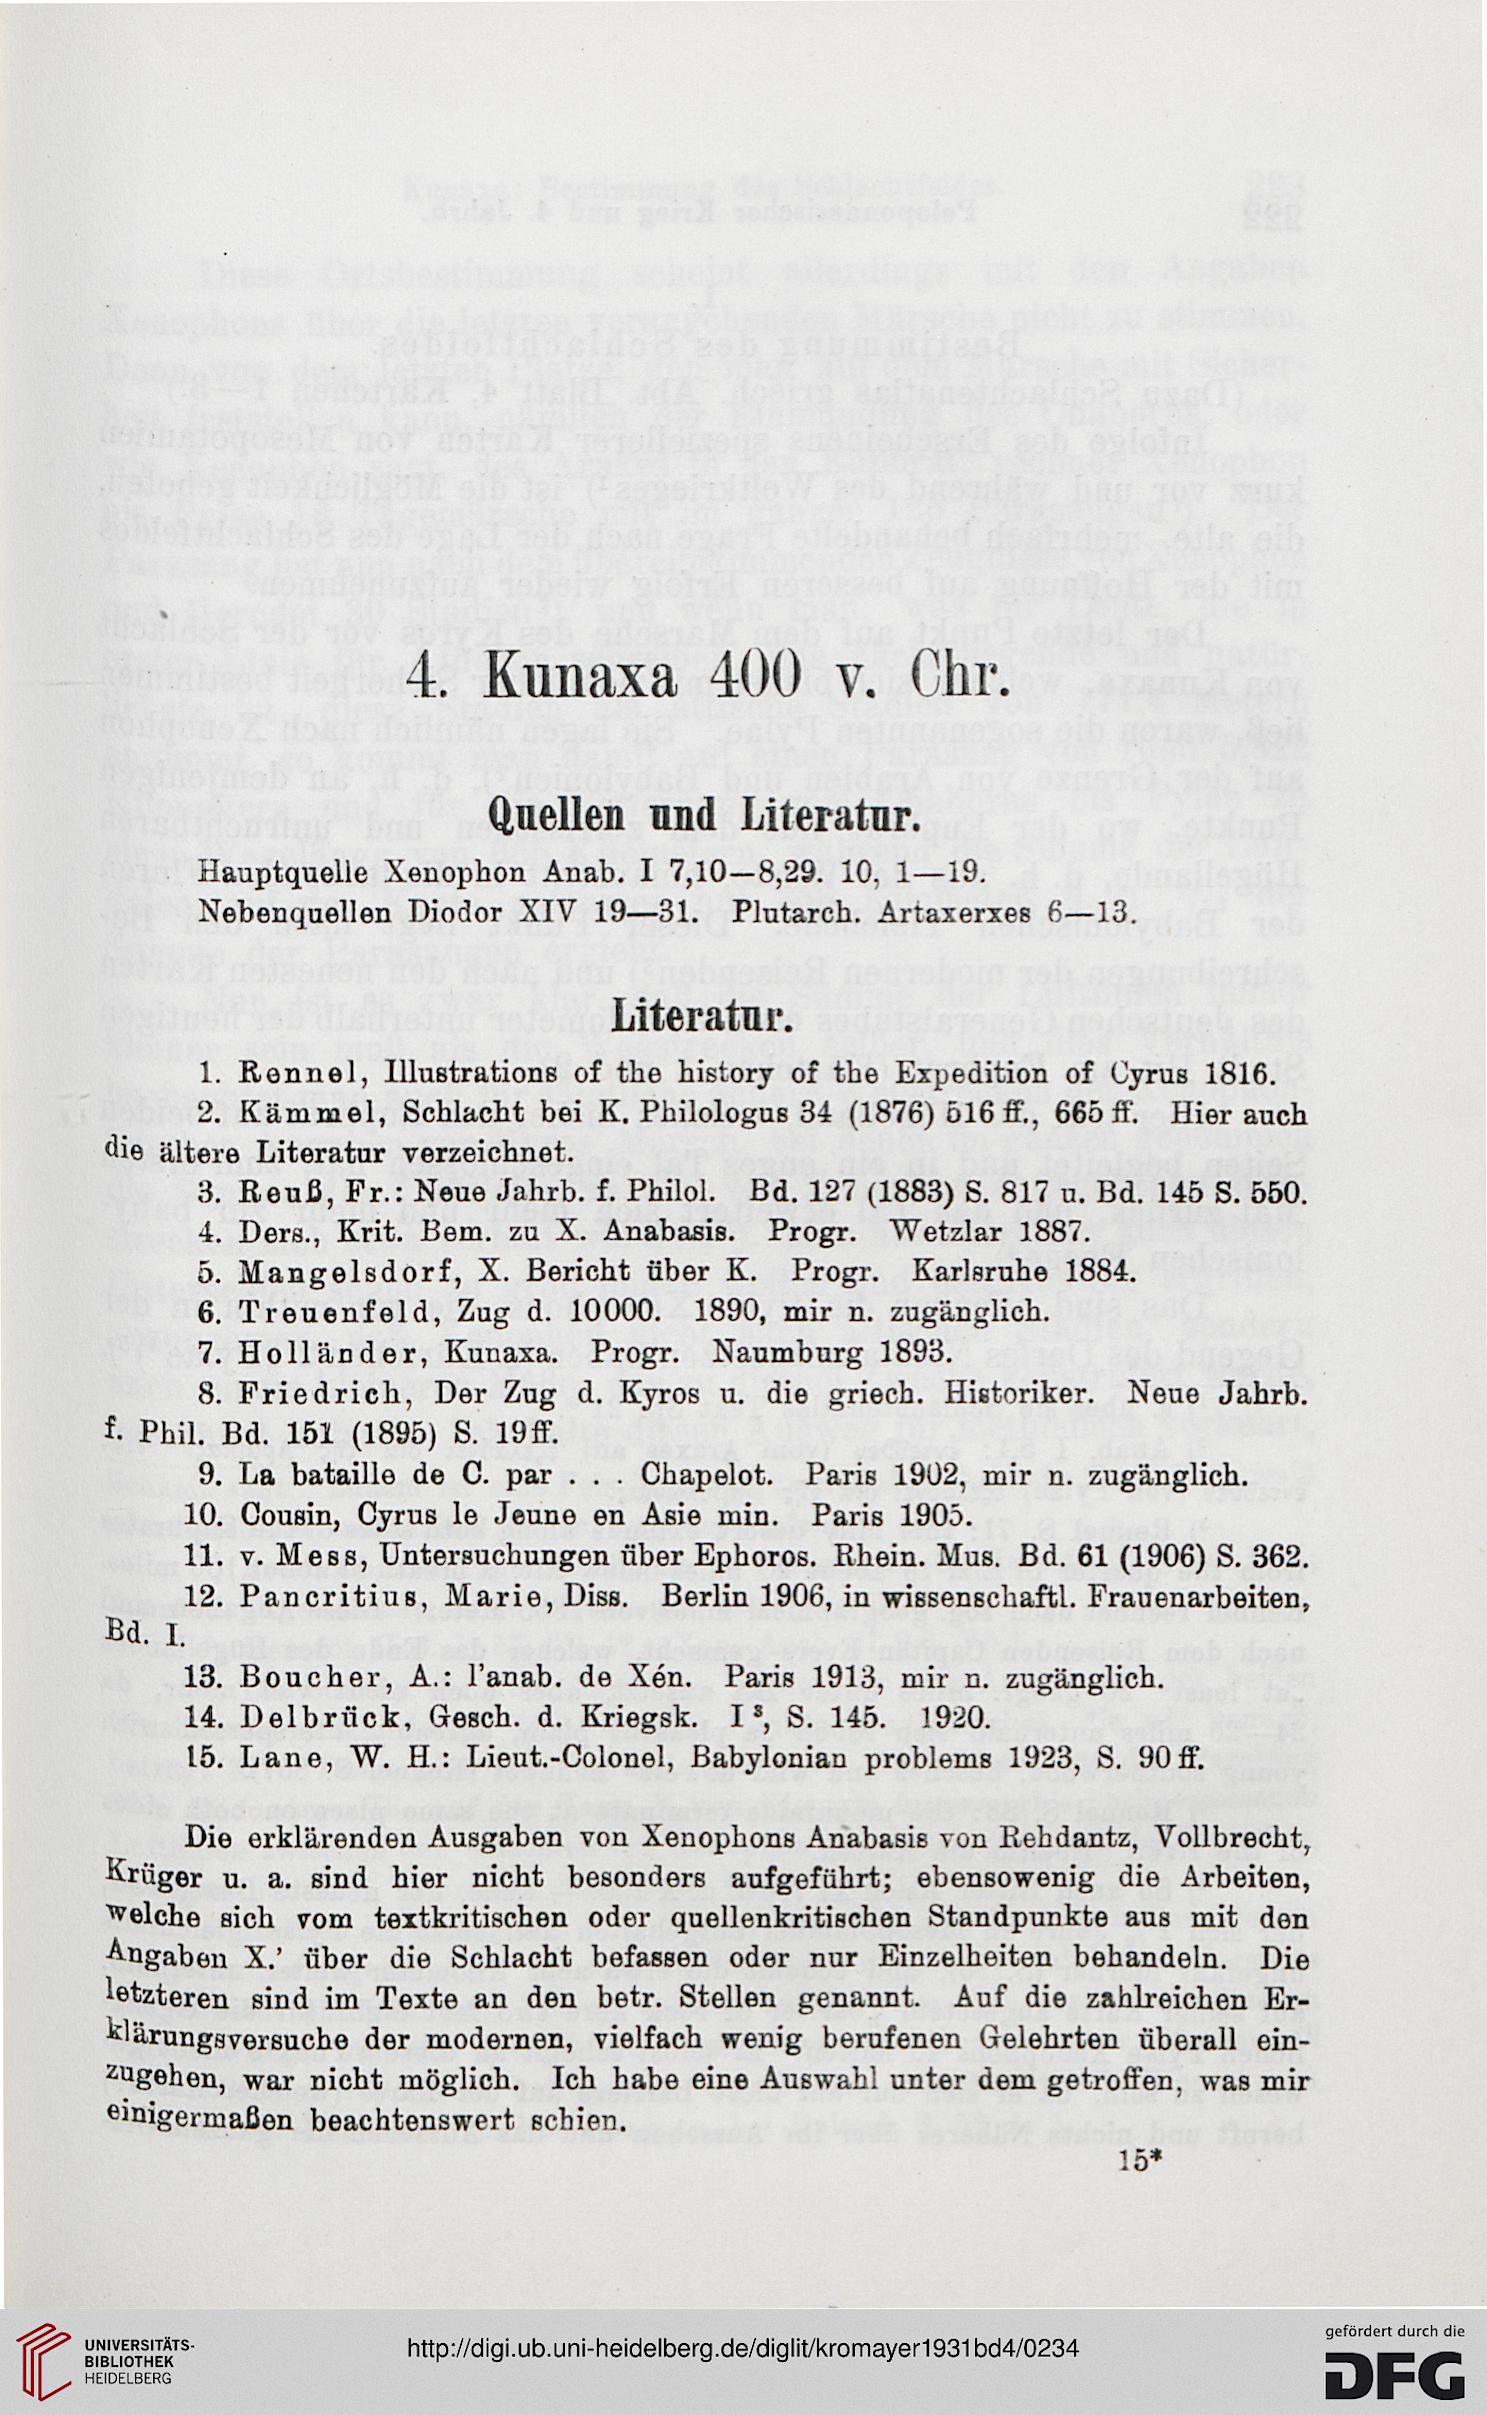 4. Kunaxa 400 v. Chr.
Quellen und Literatur.
Hauptquelle Xenophon Anab. I 7,10—8,29. 10, 1—19.
Nebenquellen Diodor XIV 19—31. Plutarch. Artaxerxes 6—13.
Literatur.
1. Rennel, Illustrations of the history of the Expedition of Cyrus 1816.
2. Kämmel, Schlacht bei K. Philologus 34 (1876) 516 ff., 665 ff. Hier auch
die ältere Literatur verzeichnet.
3. Reuß, Fr.: Neue Jahrb. f. Philol. Bd. 127 (1883) S. 817 u. Bd. 145 S. 550.
4. Ders., Krit. Bem. zu X. Anabasis. Progr. Wetzlar 1887.
5. Mangelsdorf, X. Bericht über K. Progr. Karlsruhe 1884.
6. Treuenfeld, Zug d. 10000. 1890, mir n. zugänglich.
7. Holländer, Kunaxa. Progr. Naumburg 1893.
8. Friedrich, Der Zug d. Kyros u. die griech. Historiker. Neue Jahrb.
f. Phil. Bd. 151 (1895) S. 19ff.
9. La bataille de C. par . . . Chapelot. Paris 1902, mir n. zugänglich.
10. Cousin, Cyrus le Jeune en Asie min. Paris 1905.
11. v. Mess, Untersuchungen über Ephoros. Rhein. Mus. Bd. 61 (1906) S. 362.
12. Pancritius, Marie, Diss. Berlin 1906, in wissenschaftl. Frauenarbeiten,
Bd. I.
13. Boucher, A.: l'anab. de Xén. Paris 1913, mir n. zugänglich.
14. Delbrück, Gesch. d. Kriegsk. I³, S. 145. 1920.
15. Lane, W. H.: Lieut.-Colonel, Babylonian problems 1923, S. 90 ff.
Die erklärenden Ausgaben von Xenophons Anabasis von Rehdantz, Vollbrecht,
Krüger u. a. sind hier nicht besonders aufgeführt; ebensowenig die Arbeiten,
welche sich vom textkritischen oder quellenkritischen Standpunkte aus mit den
Angaben X.' über die Schlacht befassen oder nur Einzelheiten behandeln. Die
letzteren sind im Texte an den betr. Stellen genannt. Auf die zahlreichen Er-
klärungsversuche der modernen, vielfach wenig berufenen Gelehrten überall ein-
zugehen, war nicht möglich. Ich habe eine Auswahl unter dem getroffen, was mir
einigermaßen beachtenswert schien.
15*
UNIVERSITÄTS-
BIBLIOTHEK
HEIDELBERG
http://digi.ub.uni-heidelberg.de/diglit/kromayer1931bd4/0234
gefördert durch die
DFG